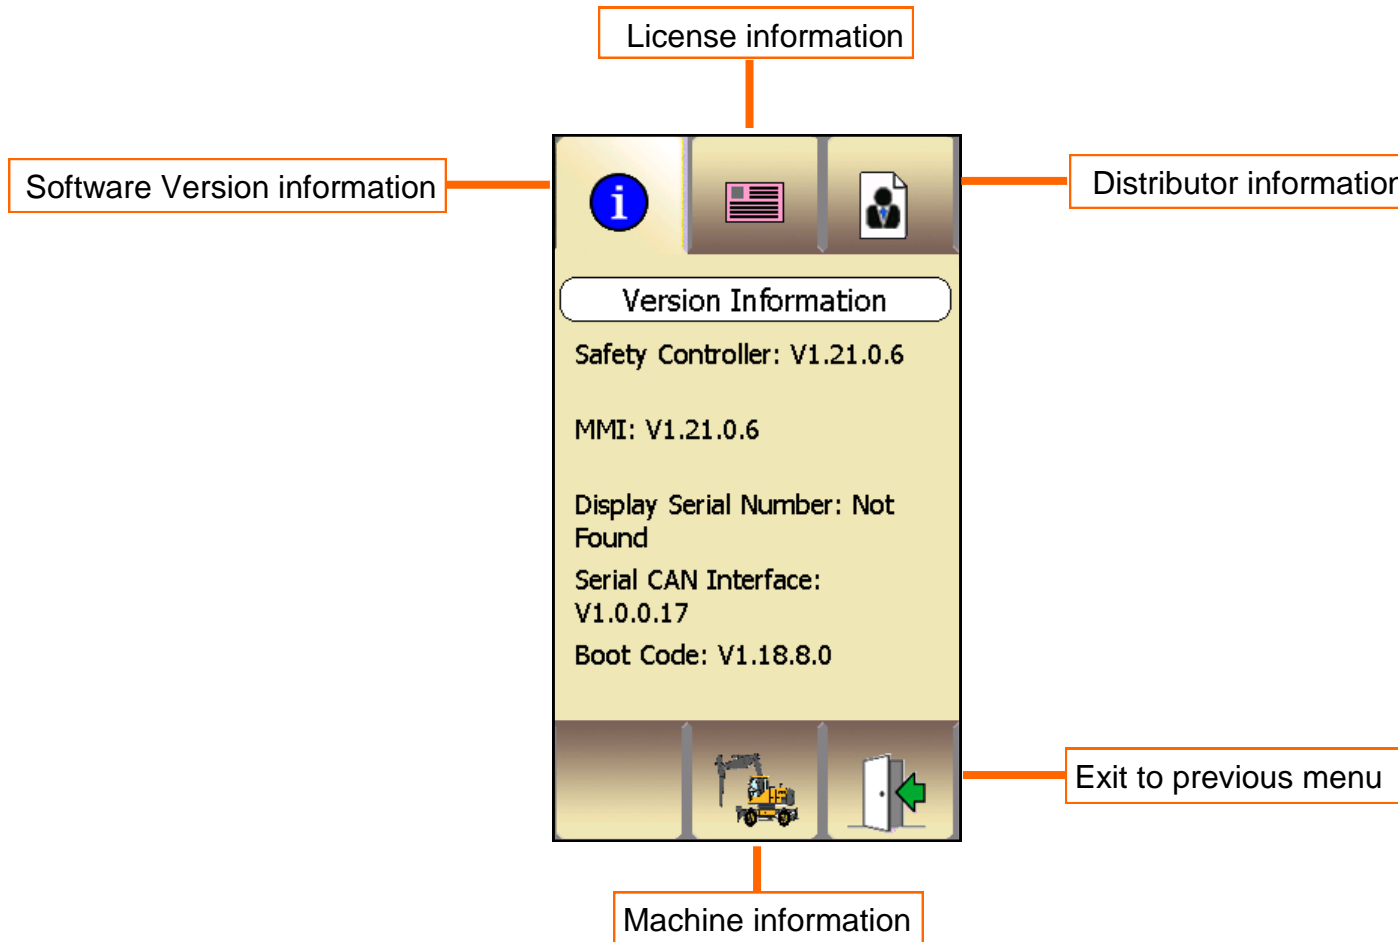 License information
Software Version information
Distributor information
i
Version Information
Safety Controller: V1.21.0.6
MMI: V1.21.0.6
Display Serial Number: Not
Found
Serial CAN Interface:
V1.0.0.17
Boot Code: V1.18.8.0
Exit to previous menu
Machine information